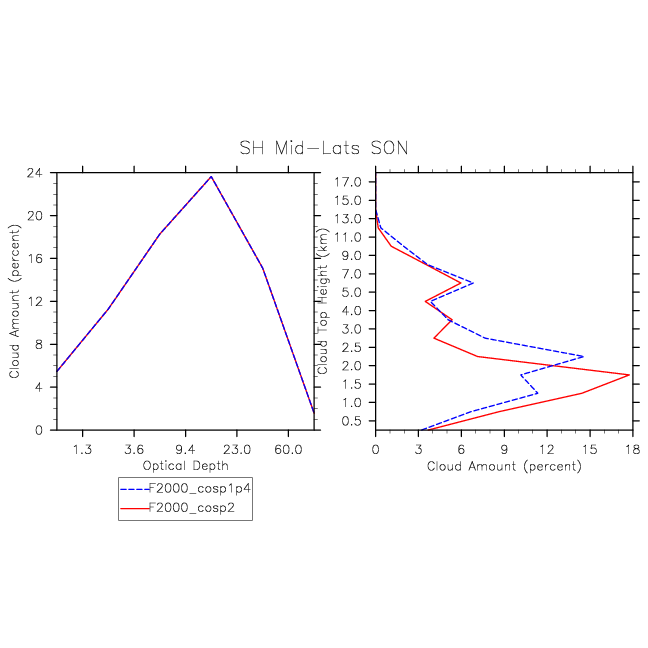 SH Mid-Lats SON
Cloud Amount (percent)
24
20
16
12
8
4
0
1.3 3.6 9.4 23.0 60.0
Optical Depth
Cloud Top Height (km)
17.0
15.0
13.0
11.0
9.0
7.0
5.0
4.0
3.0
2.5
2.0
1.5
1.0
0.5
0 3 6 9 12 15 18
Cloud Amount (percent)
F2000_cosp1p4
F2000_cosp2